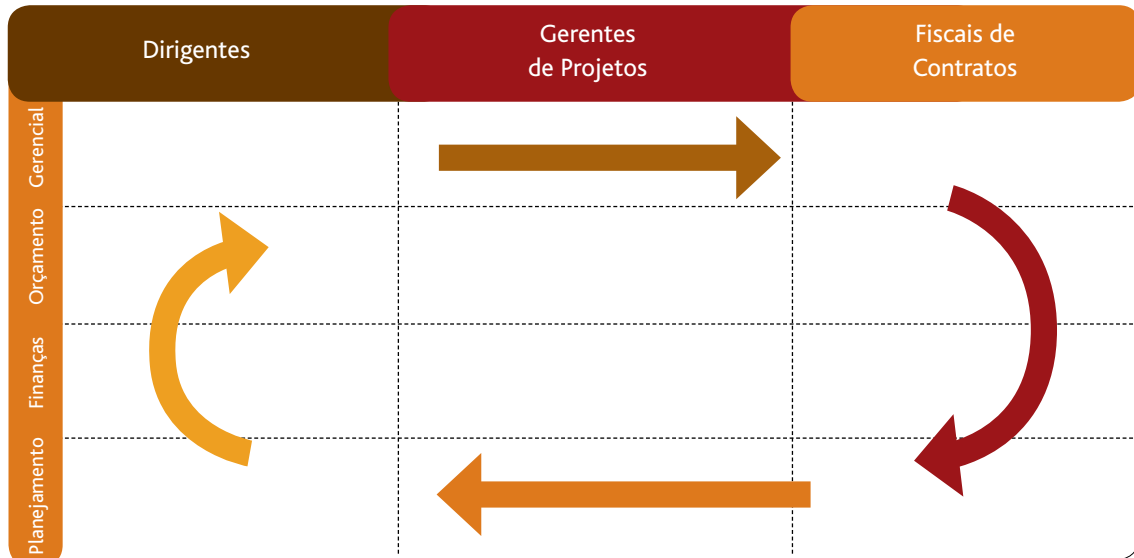 Dirigentes
Gerentes
de Projetos
Fiscais de
Contratos
Gerencial
Orçamento
Finanças
Planejamento